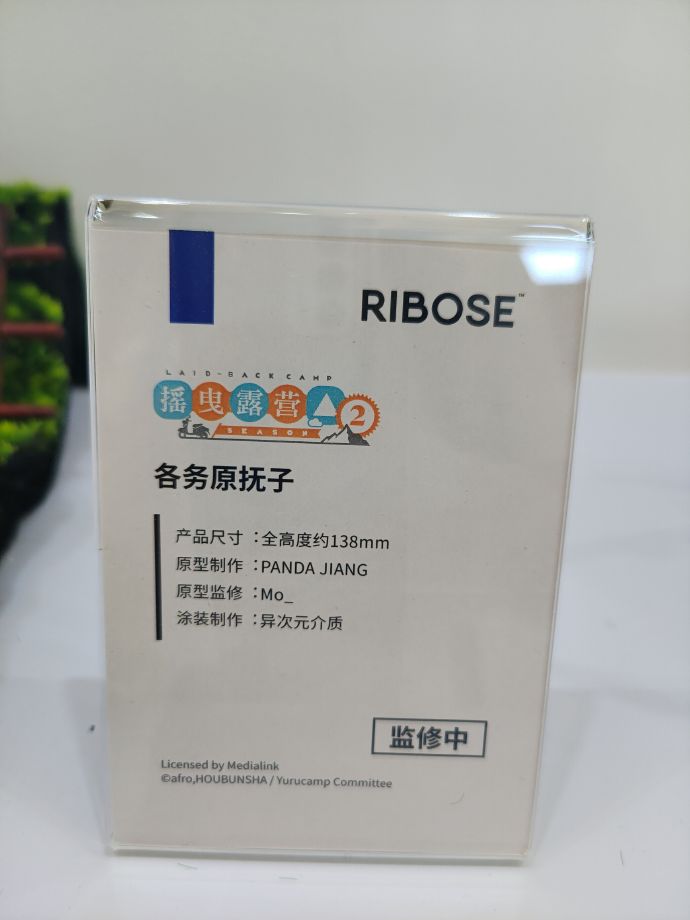 RIBOSE™
LAID-BACK CAMP
摇曳露营△2
SEASON
各务原抚子
产品尺寸：全高度约138mm
原型制作：PANDA JIANG
原型监修：Mo_
涂装制作：异次元介质
监修中
Licensed by Medialink
©afro,HOUBUNSHA / Yurucamp Committee